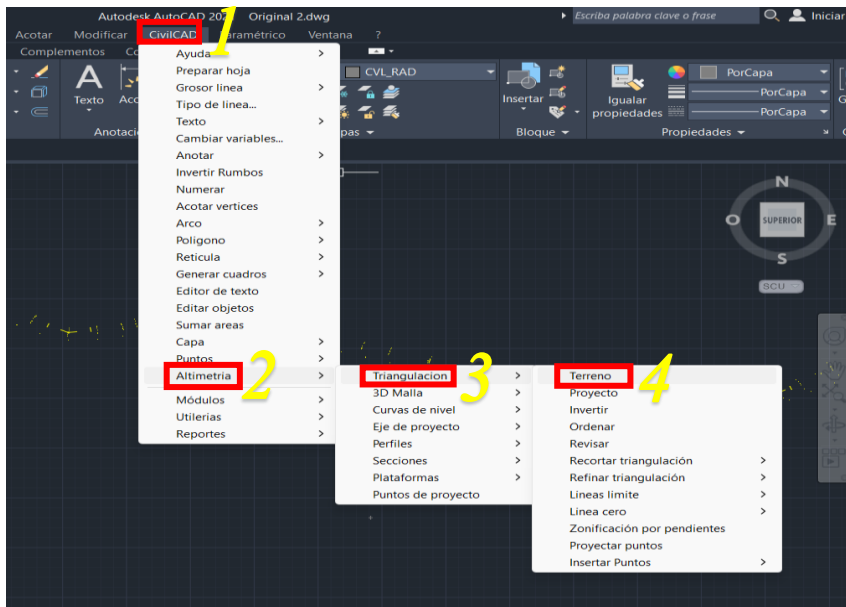 Autodesk AutoCAD 202 Original 2.dwg
Escriba palabra clave o frase
Iniciar
Acotar Modificar CivilCAD Paramétrico Ventana ?
1
Complementos
Ayuda
Preparar hoja
Grosor linea
Tipo de linea...
Texto
Cambiar variables...
Anotar
Invertir Rumbos
Numerar
Acotar vertices
Arco
Poligono
Reticula
Generar cuadros
Editor de texto
Editar objetos
Sumar areas
Capa
Puntos
Altimetria
2
Módulos
Utilerias
Reportes
Texto
CVL_RAD
Insertar
Bloque
Igualar
propiedades
PorCapa
PorCapa
PorCapa
Propiedades
N
O SUPERIOR E
S
SCU
Triangulacion
3
3D Malla
Curvas de nivel
Eje de proyecto
Perfiles
Secciones
Plataformas
Puntos de proyecto
Terreno
4
Proyecto
Invertir
Ordenar
Revisar
Recortar triangulación
Refinar triangulación
Lineas limite
Linea cero
Zonificación por pendientes
Proyectar puntos
Insertar Puntos